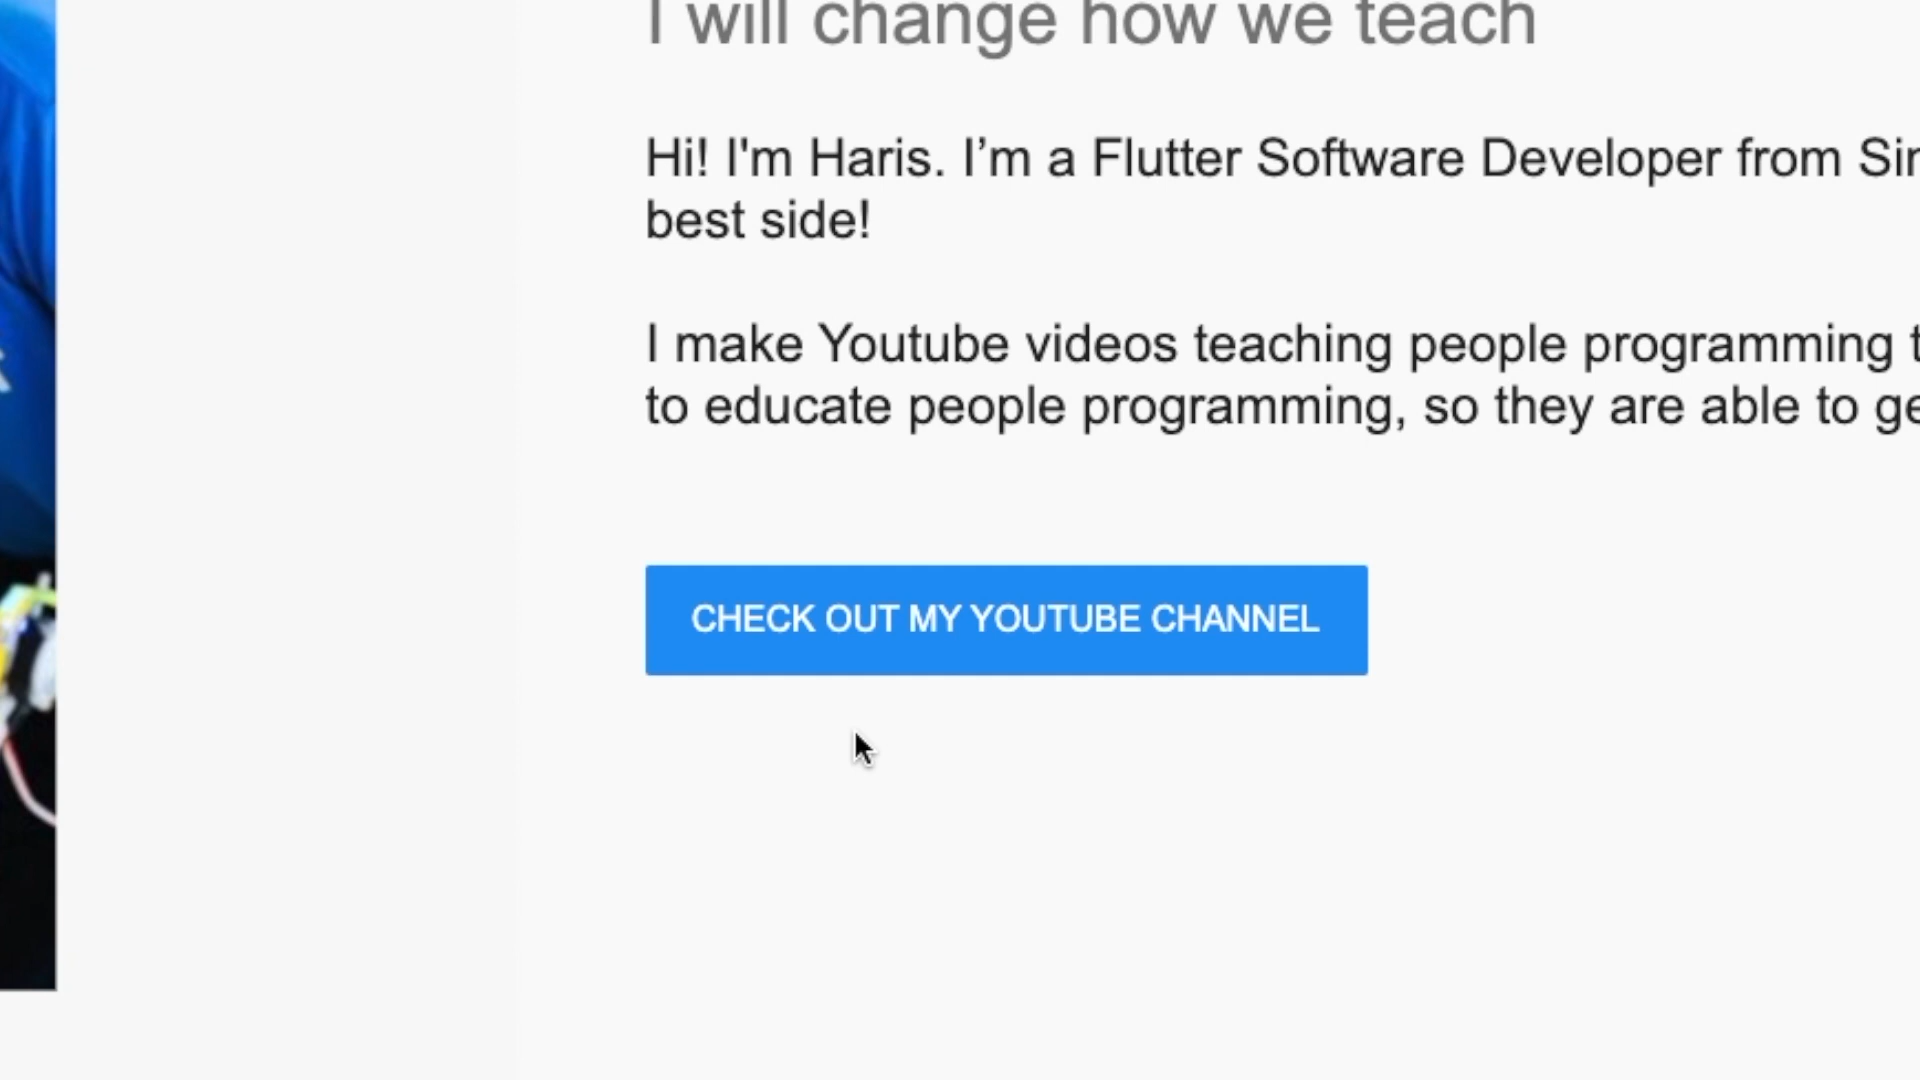 I will change how we teach
Hi! I'm Haris. I’m a Flutter Software Developer from
best side!
I make Youtube videos teaching people programming
to educate people programming, so they are able to
CHECK OUT MY YOUTUBE CHANNEL